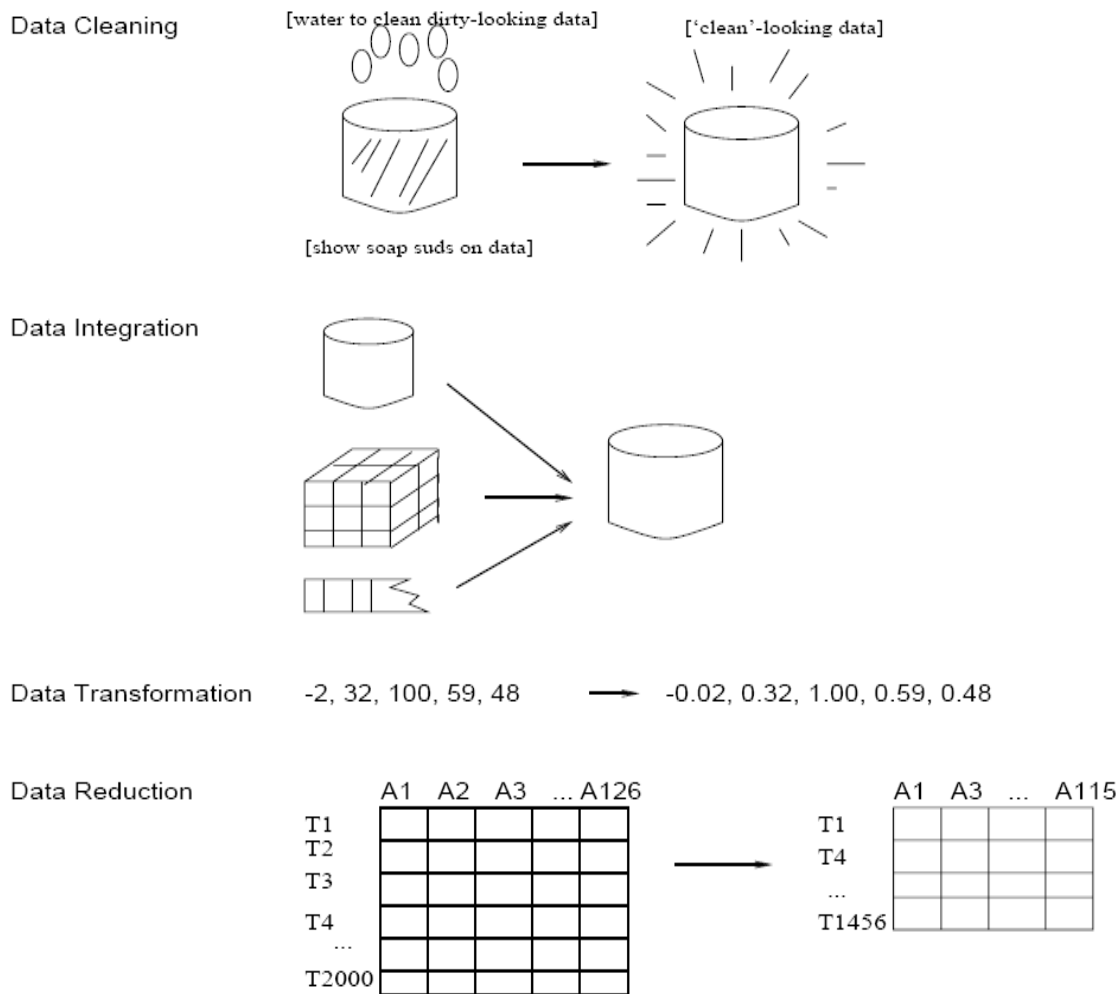 Data Cleaning
[water to clean dirty-looking data]
['clean'-looking data]
[show soap suds on data]
Data Integration
Data Transformation
-2, 32, 100, 59, 48
-0.02, 0.32, 1.00, 0.59, 0.48
Data Reduction
A1 A2 A3 ... A126
T1
T2
T3
T4
...
T2000
A1 A3 ... A115
T1
T4
...
T1456